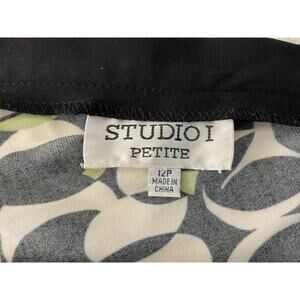 STUDIO I
PETITE
12P
MADE IN
CHINA